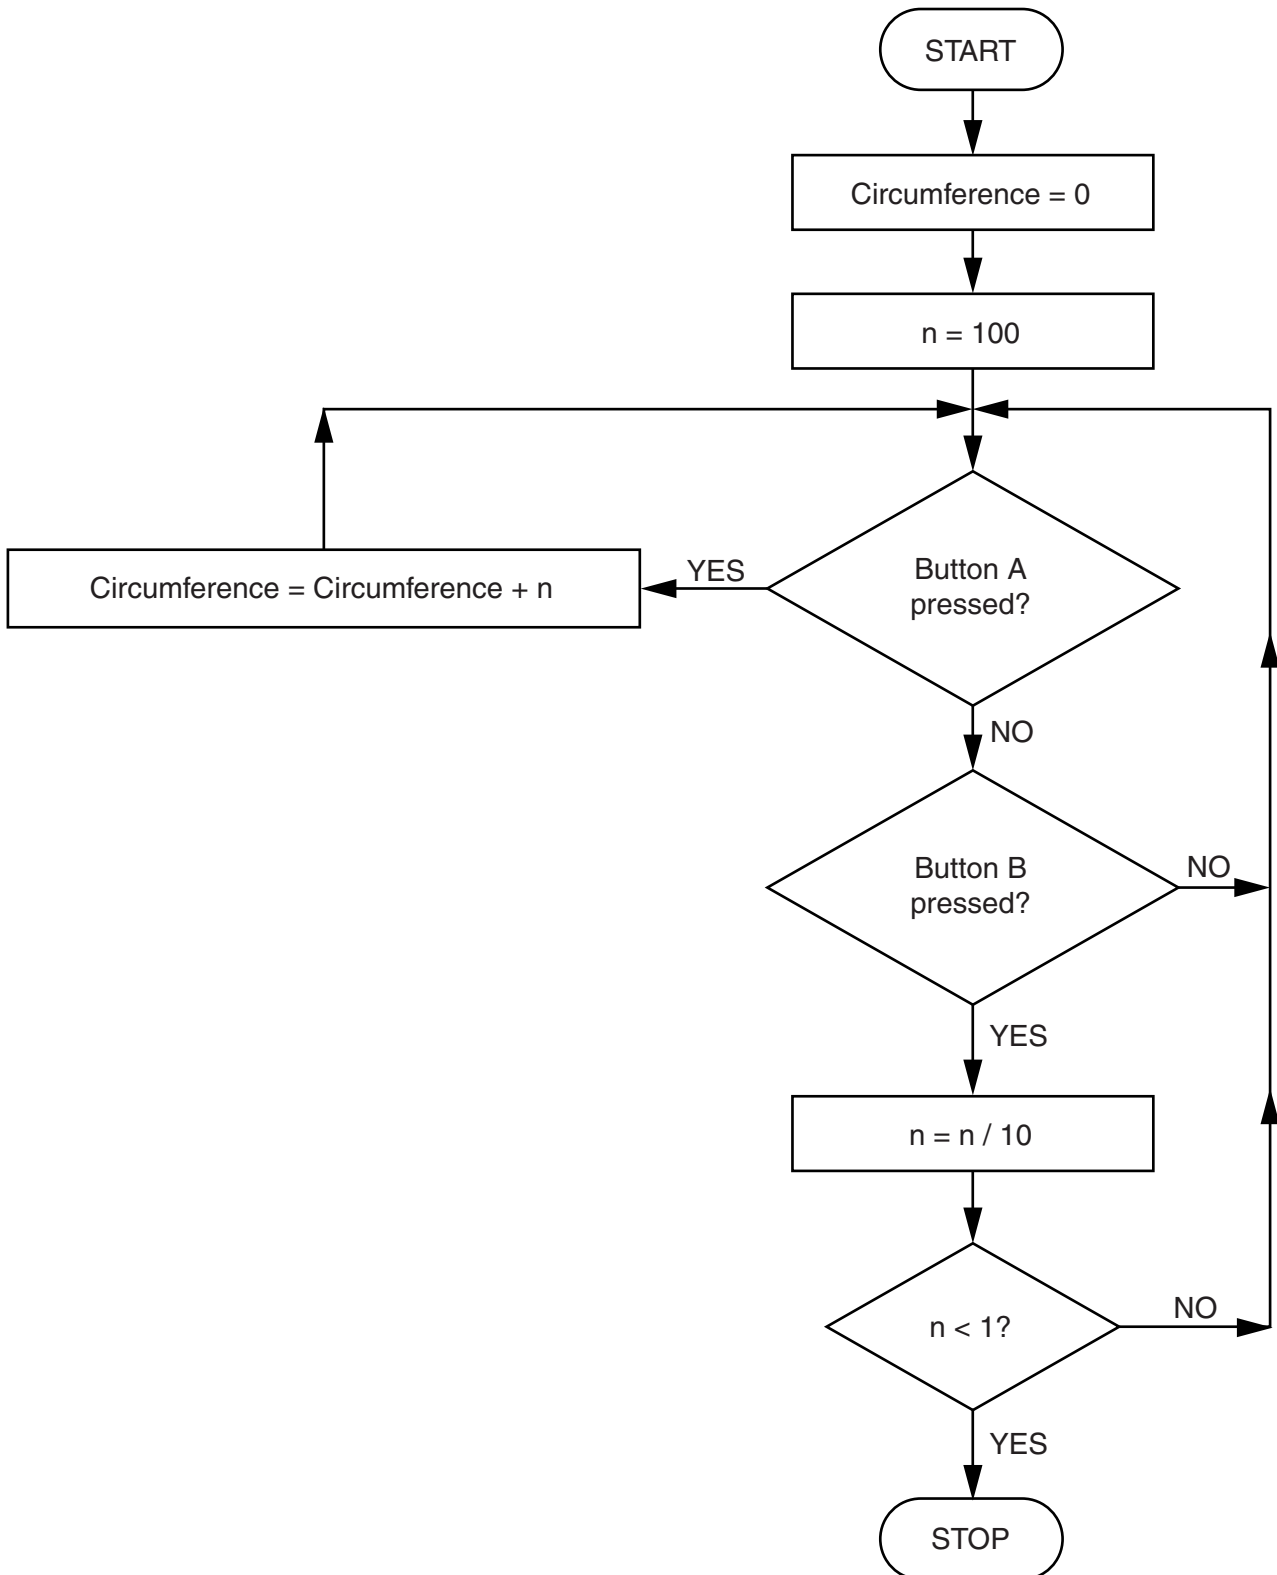 START
Circumference = 0
n = 100
Circumference = Circumference + n
YES
Button A
pressed?
NO
Button B
pressed?
NO
YES
n = n / 10
n < 1?
NO
YES
STOP